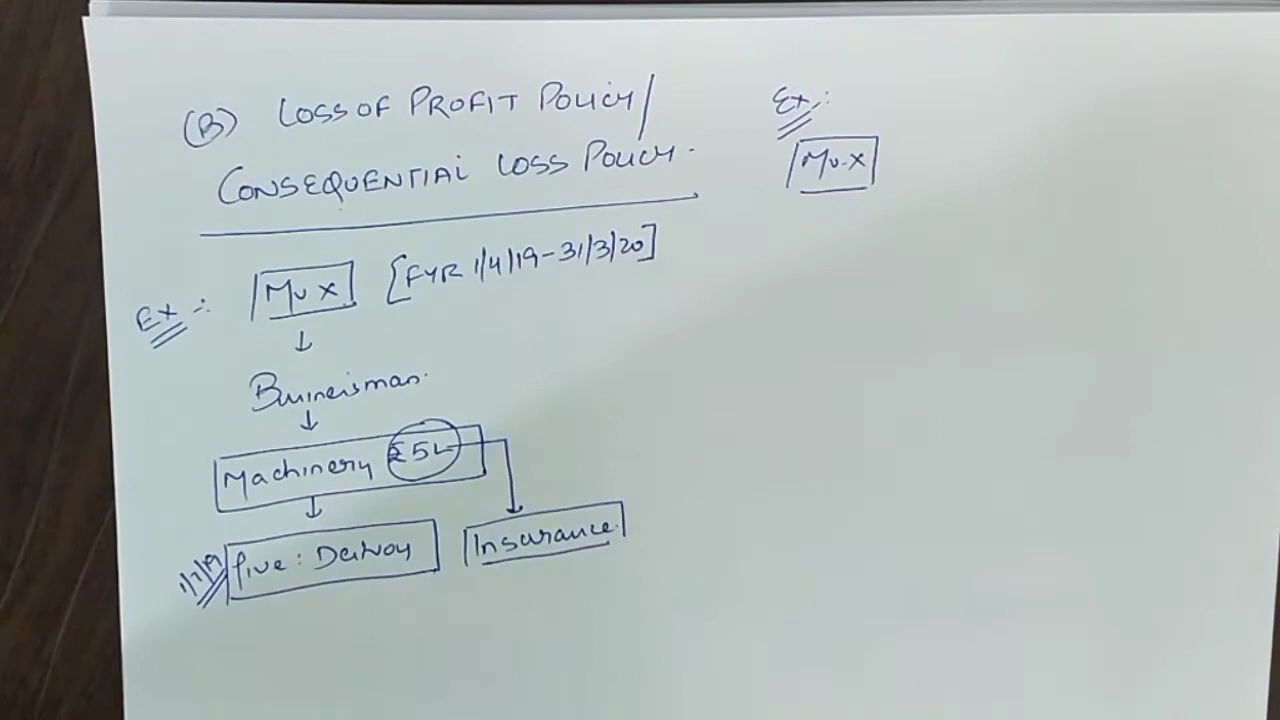 (B) LOSS OF PROFIT POLICY/
CONSEQUENTIAL LOSS POLICY.
Ex :
Mr. X [FYR 1/4/19-31/3/20]
↓
Businessman.
↓
Machinery ₹5L
↓ ↓
1/7/19 fire: Destroy Insurance.
Ex :
Mr. X